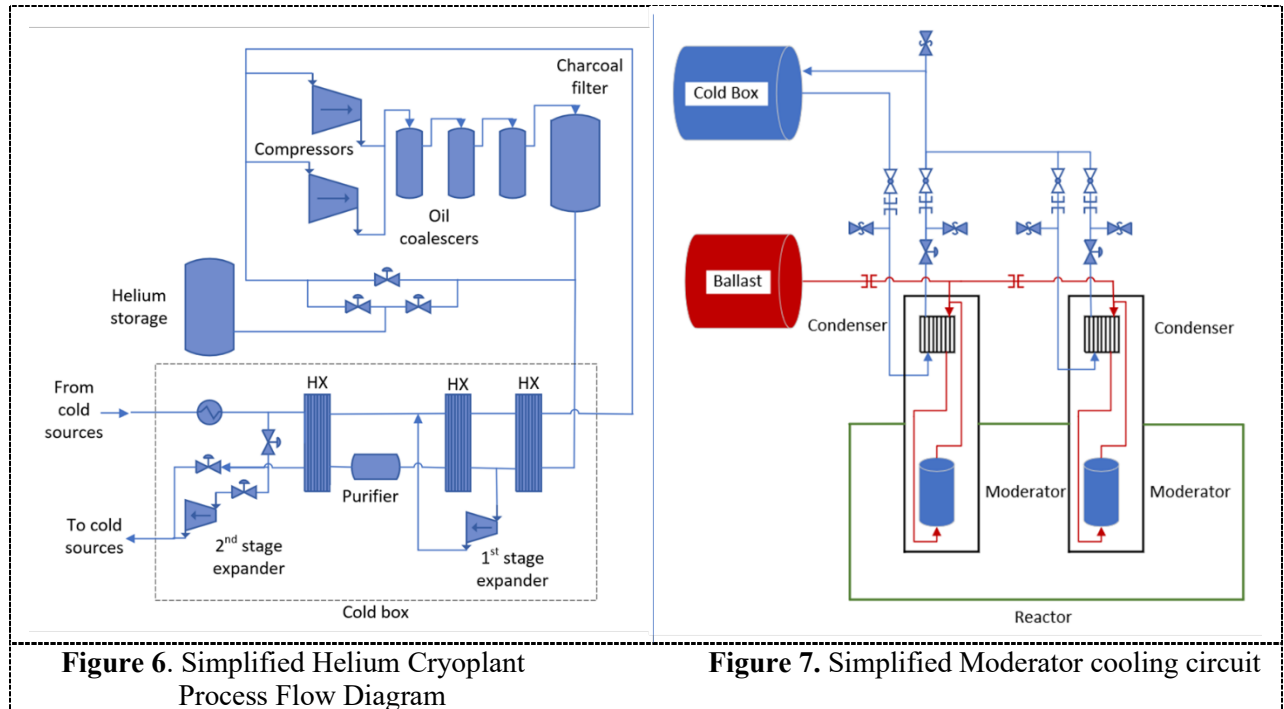 Charcoal
filter
Compressors
Oil
coalescers
Helium
storage
From
cold
sources
HX
HX
HX
Purifier
To cold
sources
2nd stage
expander
1st stage
expander
Cold box
Cold Box
Ballast
Condenser
Condenser
Moderator
Moderator
Reactor
Figure 6. Simplified Helium Cryoplant
Process Flow Diagram
Figure 7. Simplified Moderator cooling circuit